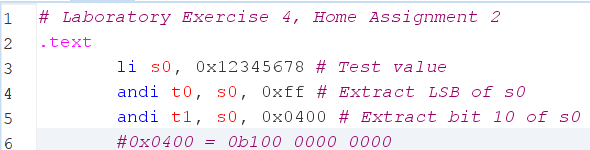 1 # Laboratory Exercise 4, Home Assignment 2
2 .text
3 li s0, 0x12345678 # Test value
4 andi t0, s0, 0xff # Extract LSB of s0
5 andi t1, s0, 0x0400 # Extract bit 10 of s0
6 #0x0400 = 0b100 0000 0000